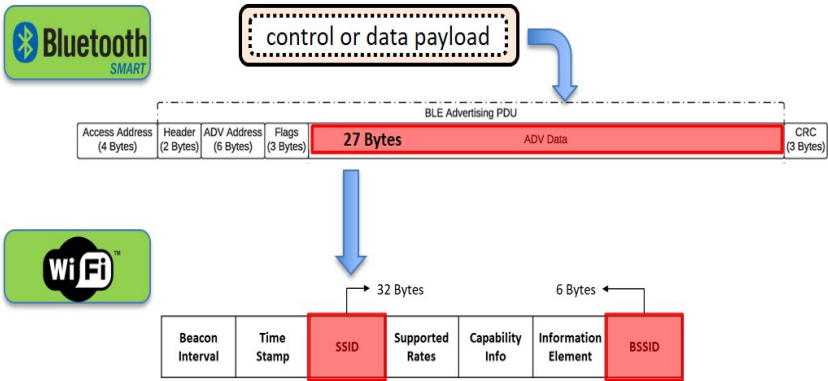 Bluetooth
SMART
control or data payload
BLE Advertising PDU
Access Address
(4 Bytes)
Header
(2 Bytes)
ADV Address
(6 Bytes)
Flags
(3 Bytes)
27 Bytes
ADV Data
CRC
(3 Bytes)
Wi Fi™
32 Bytes
6 Bytes
Beacon
Interval
Time
Stamp
SSID
Supported
Rates
Capability
Info
Information
Element
BSSID